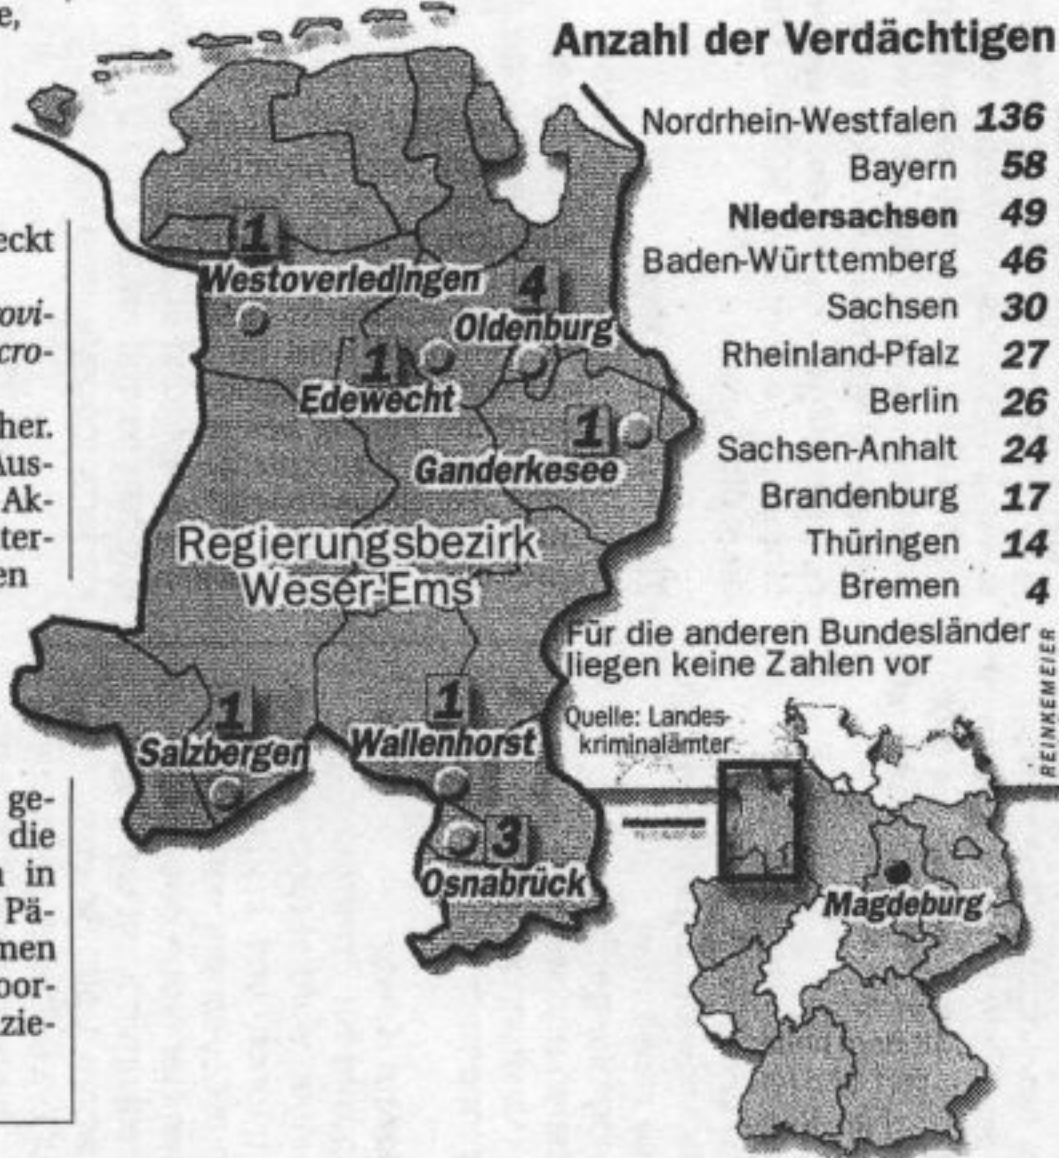 e,
eckt
ovi-
cro-
her.
Aus-
Ak-
ter-
en
ge-
die
in
Pä-
men
oor-
zie-
Anzahl der Verdächtigen
Nordrhein-Westfalen 136
Bayern 58
Niedersachsen 49
Baden-Württemberg 46
Sachsen 30
Rheinland-Pfalz 27
Berlin 26
Sachsen-Anhalt 24
Brandenburg 17
Thüringen 14
Bremen 4
Für die anderen Bundesländer
liegen keine Zahlen vor
Quelle: Landes-
kriminalämter
REINKEMEIER
1
Westoverledingen
4
Oldenburg
1
Edewecht
1
Ganderkesee
Regierungsbezirk
Weser-Ems
1
Salzbergen
1
Wallenhorst
3
Osnabrück
Magdeburg